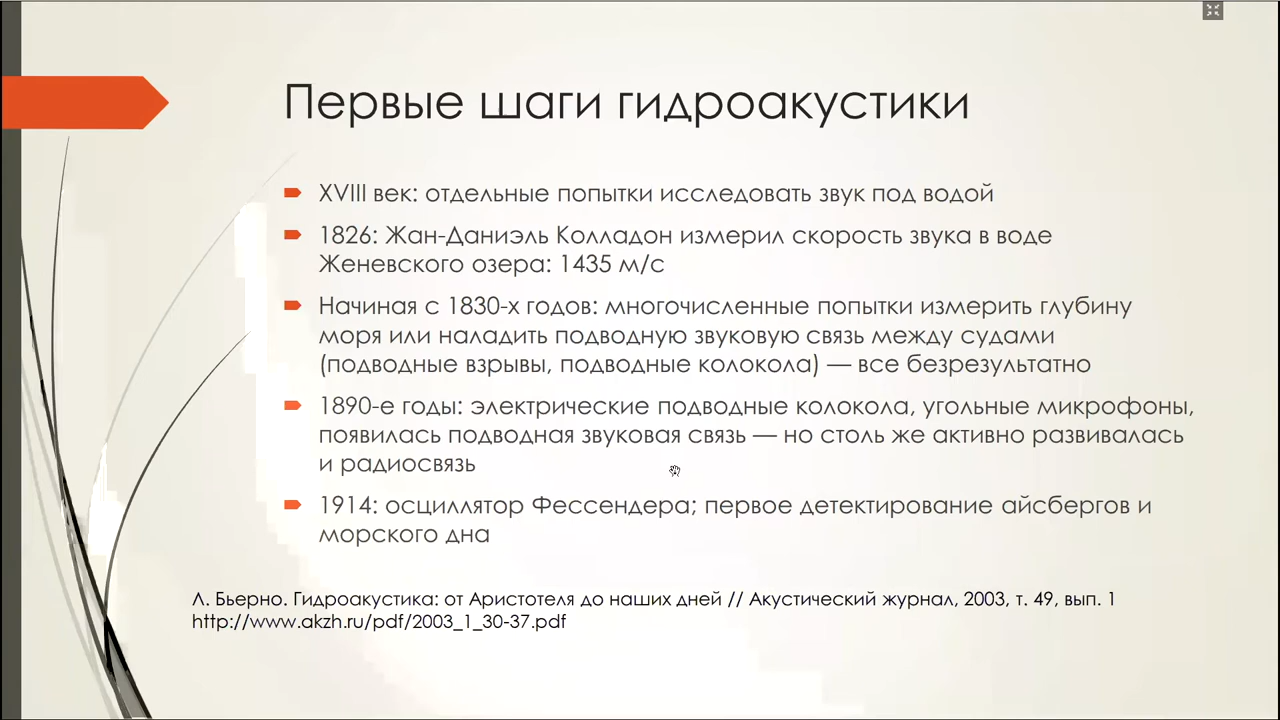 Первые шаги гидроакустики
XVIII век: отдельные попытки исследовать звук под водой
1826: Жан-Даниэль Колладон измерил скорость звука в воде
Женевского озера: 1435 м/с
Начиная с 1830-х годов: многочисленные попытки измерить глубину
моря или наладить подводную звуковую связь между судами
(подводные взрывы, подводные колокола) — все безрезультатно
1890-е годы: электрические подводные колокола, угольные микрофоны,
появилась подводная звуковая связь — но столь же активно развивалась
и радиосвязь
1914: осциллятор Фессендера; первое детектирование айсбергов и
морского дна
Л. Бьерно. Гидроакустика: от Аристотеля до наших дней // Акустический журнал, 2003, т. 49, вып. 1
http://www.akzh.ru/pdf/2003_1_30-37.pdf